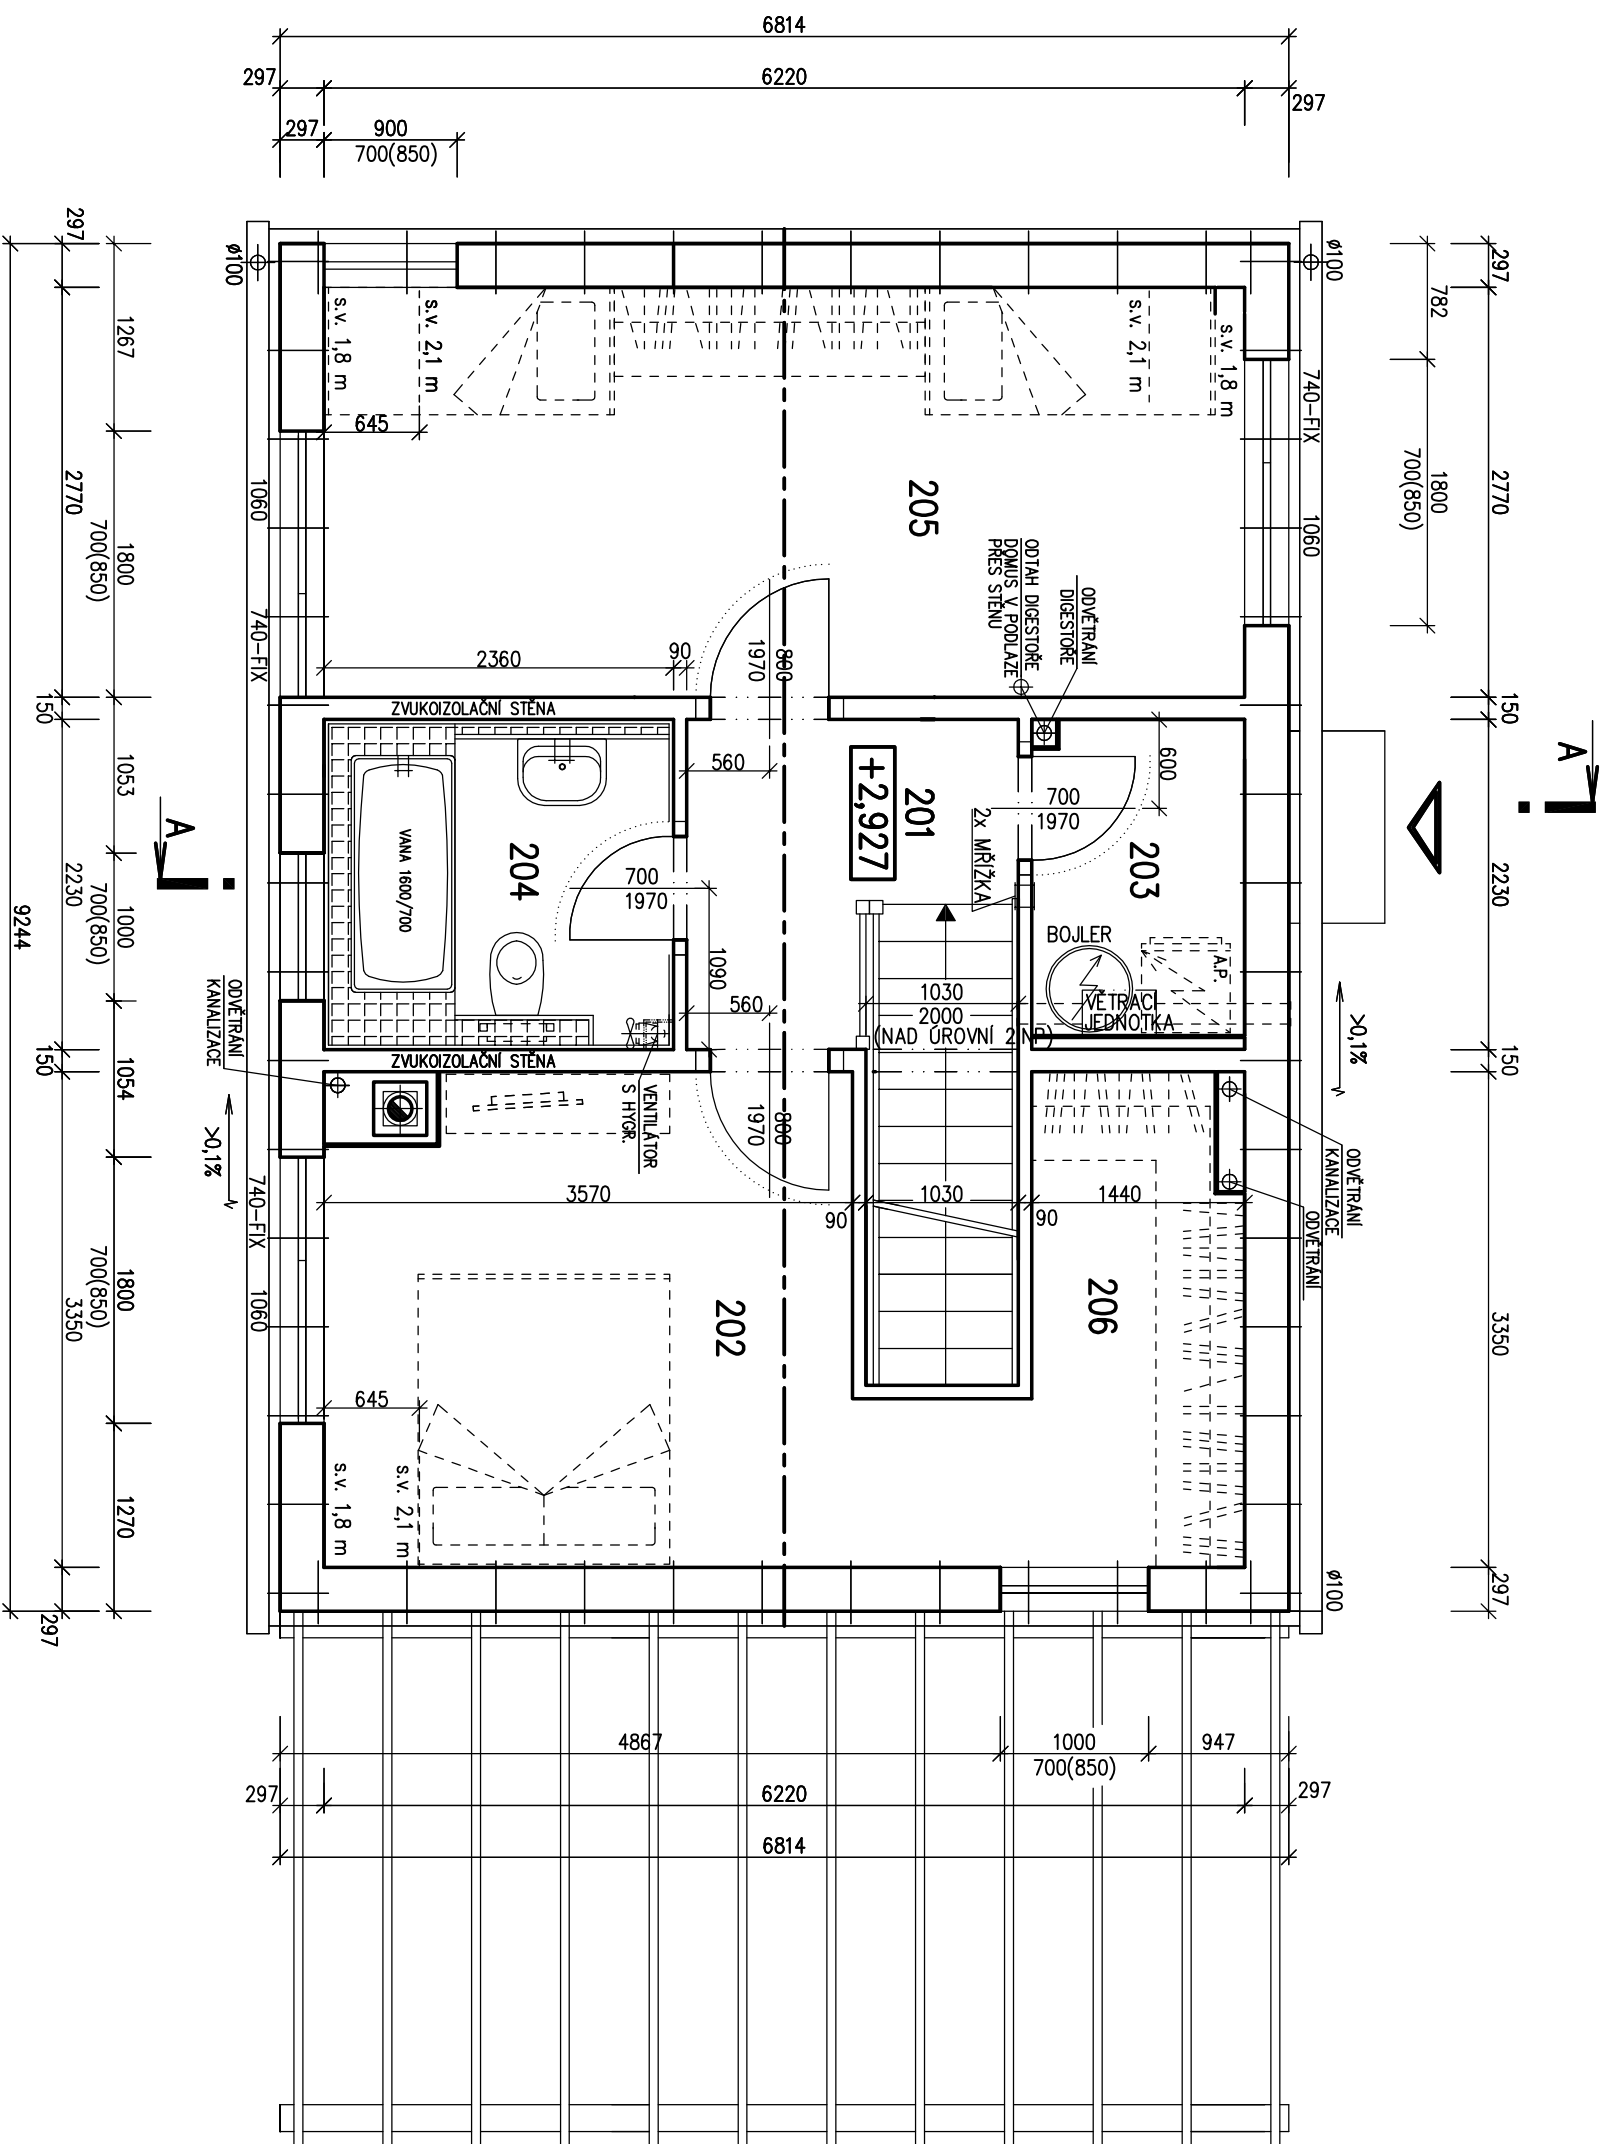 6814
297
6220
297
297
900
700(850)
ø100
ø100
297
1267
s.v. 1,8 m
s.v. 2,1 m
s.v. 2,1 m
s.v. 1,8 m
740-FIX
782
297
645
1060
2770
700(850)
1800
205
1060
700(850)
1800
2770
ODTAH DIGESTOŘE
DOMUS V PODLAZE
PŘES STĚNU
ODVĚTRÁNÍ
DIGESTOŘE
740-FIX
2360
90
800
1970
150
ZVUKOIZOLAČNÍ STĚNA
150
A
560
600
1053
201
+2,927
700
1970
2x MŘÍŽKA
203
A
VANA 1600/700
204
700
1970
2230
700(850)
1000
9244
2230
BOJLER
A.P.
1090
560
1030
2000
(NAD ÚROVNÍ 2.NP)
VĚTRACÍ
JEDNOTKA
ODVĚTRÁNÍ
KANALIZACE
>0,1%
150
ZVUKOIZOLAČNÍ STĚNA
150
1054
>0,1%
VENTILÁTOR
S HYGR.
800
1970
ODVĚTRÁNÍ
KANALIZACE
ODVĚTRÁNÍ
740-FIX
3570
90
1030
90
1440
206
202
1060
3350
700(850)
1800
3350
645
s.v. 1,8 m
s.v. 2,1 m
1270
ø100
297
297
4867
1000
700(850)
947
297
6220
297
6814